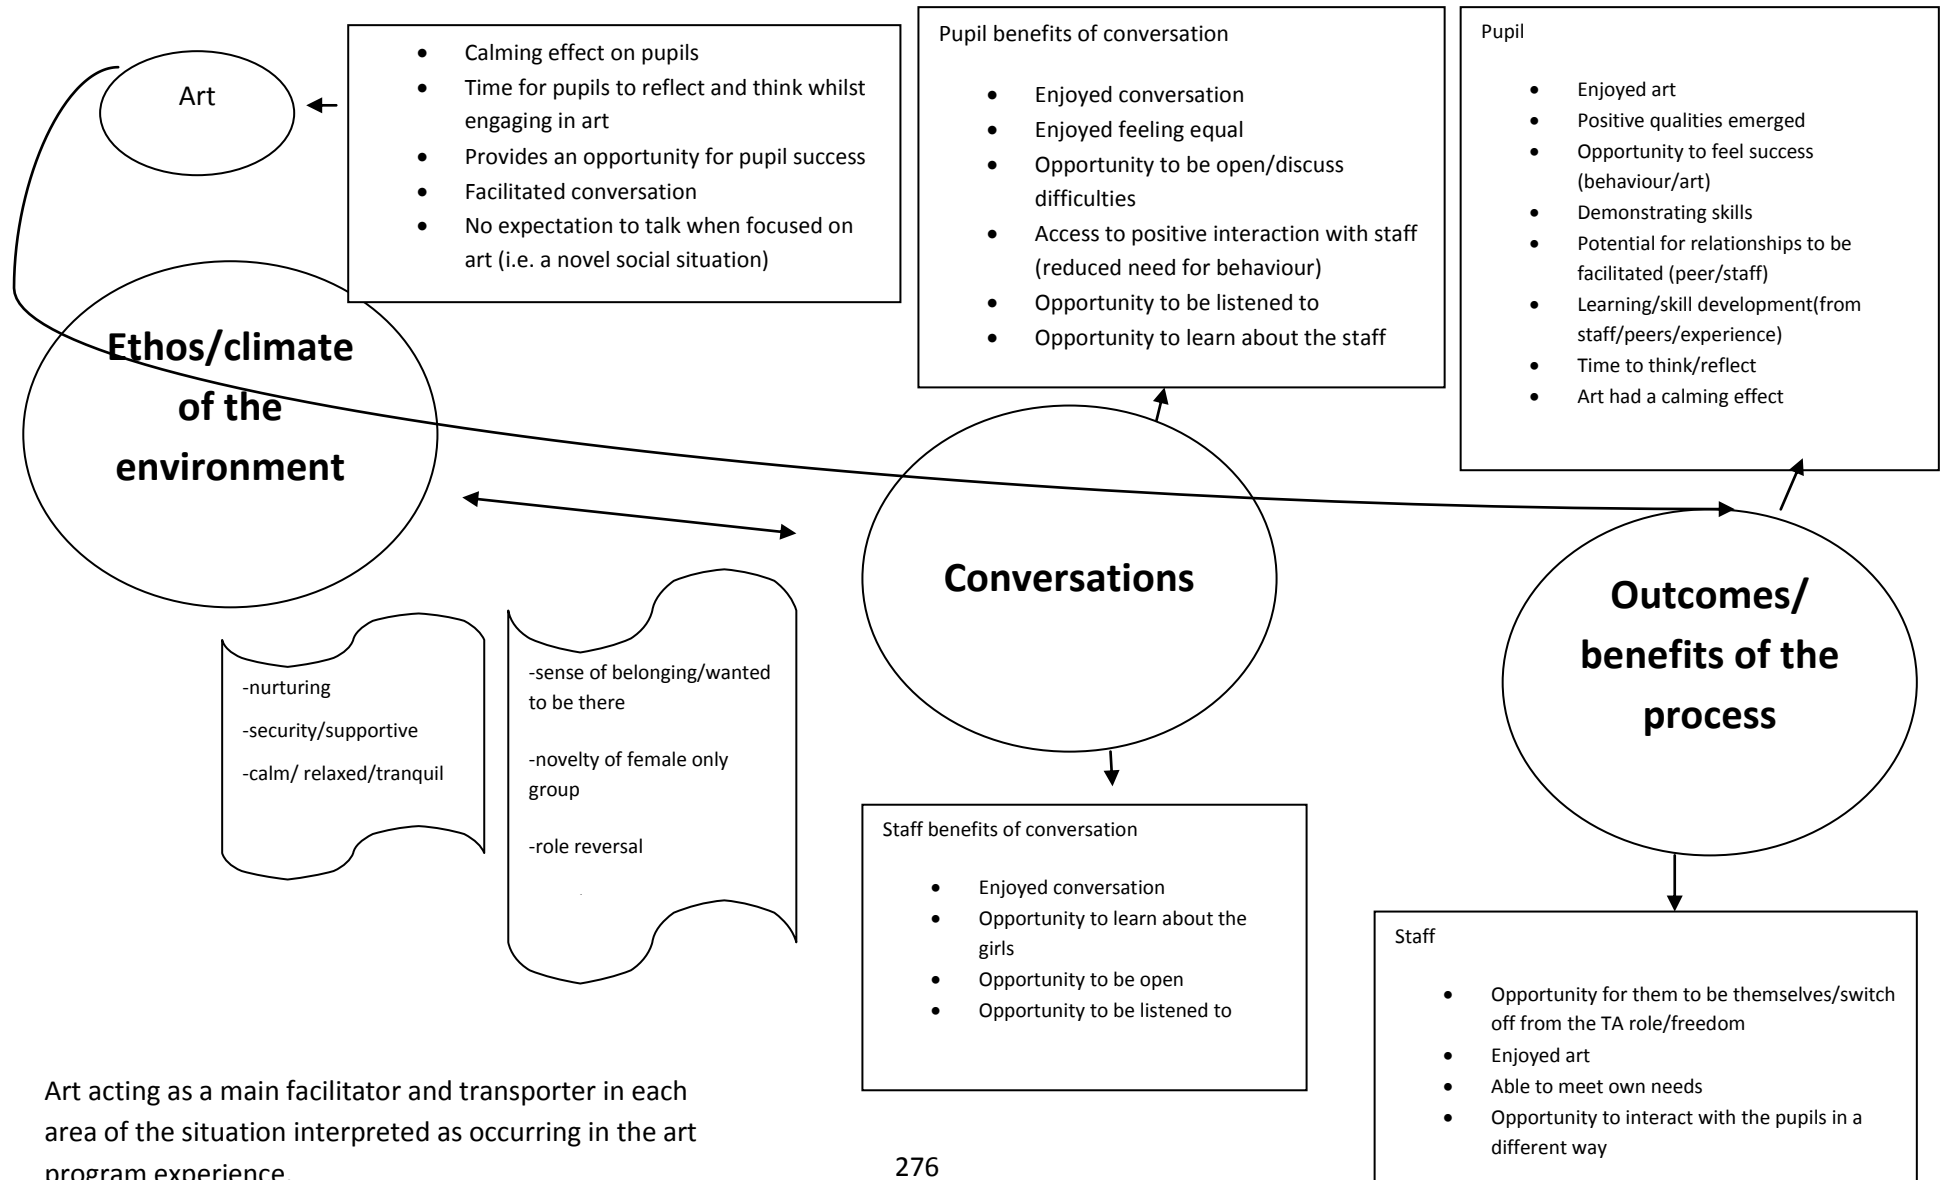 Art
• Calming effect on pupils
• Time for pupils to reflect and think whilst
engaging in art
• Provides an opportunity for pupil success
• Facilitated conversation
• No expectation to talk when focused on
art (i.e. a novel social situation)
Pupil benefits of conversation
• Enjoyed conversation
• Enjoyed feeling equal
• Opportunity to be open/discuss
difficulties
• Access to positive interaction with staff
(reduced need for behaviour)
• Opportunity to be listened to
• Opportunity to learn about the staff
Pupil
• Enjoyed art
• Positive qualities emerged
• Opportunity to feel success
(behaviour/art)
• Demonstrating skills
• Potential for relationships to be
facilitated (peer/staff)
• Learning/skill development(from
staff/peers/experience)
• Time to think/reflect
• Art had a calming effect
Ethos/climate
of the
environment
Conversations
Outcomes/
benefits of the
process
-nurturing
-security/supportive
-calm/ relaxed/tranquil
-sense of belonging/wanted
to be there
-novelty of female only
group
-role reversal
Staff benefits of conversation
• Enjoyed conversation
• Opportunity to learn about the
girls
• Opportunity to be open
• Opportunity to be listened to
Staff
• Opportunity for them to be themselves/switch
off from the TA role/freedom
• Enjoyed art
• Able to meet own needs
• Opportunity to interact with the pupils in a
different way
Art acting as a main facilitator and transporter in each
area of the situation interpreted as occurring in the art
program experience.
276